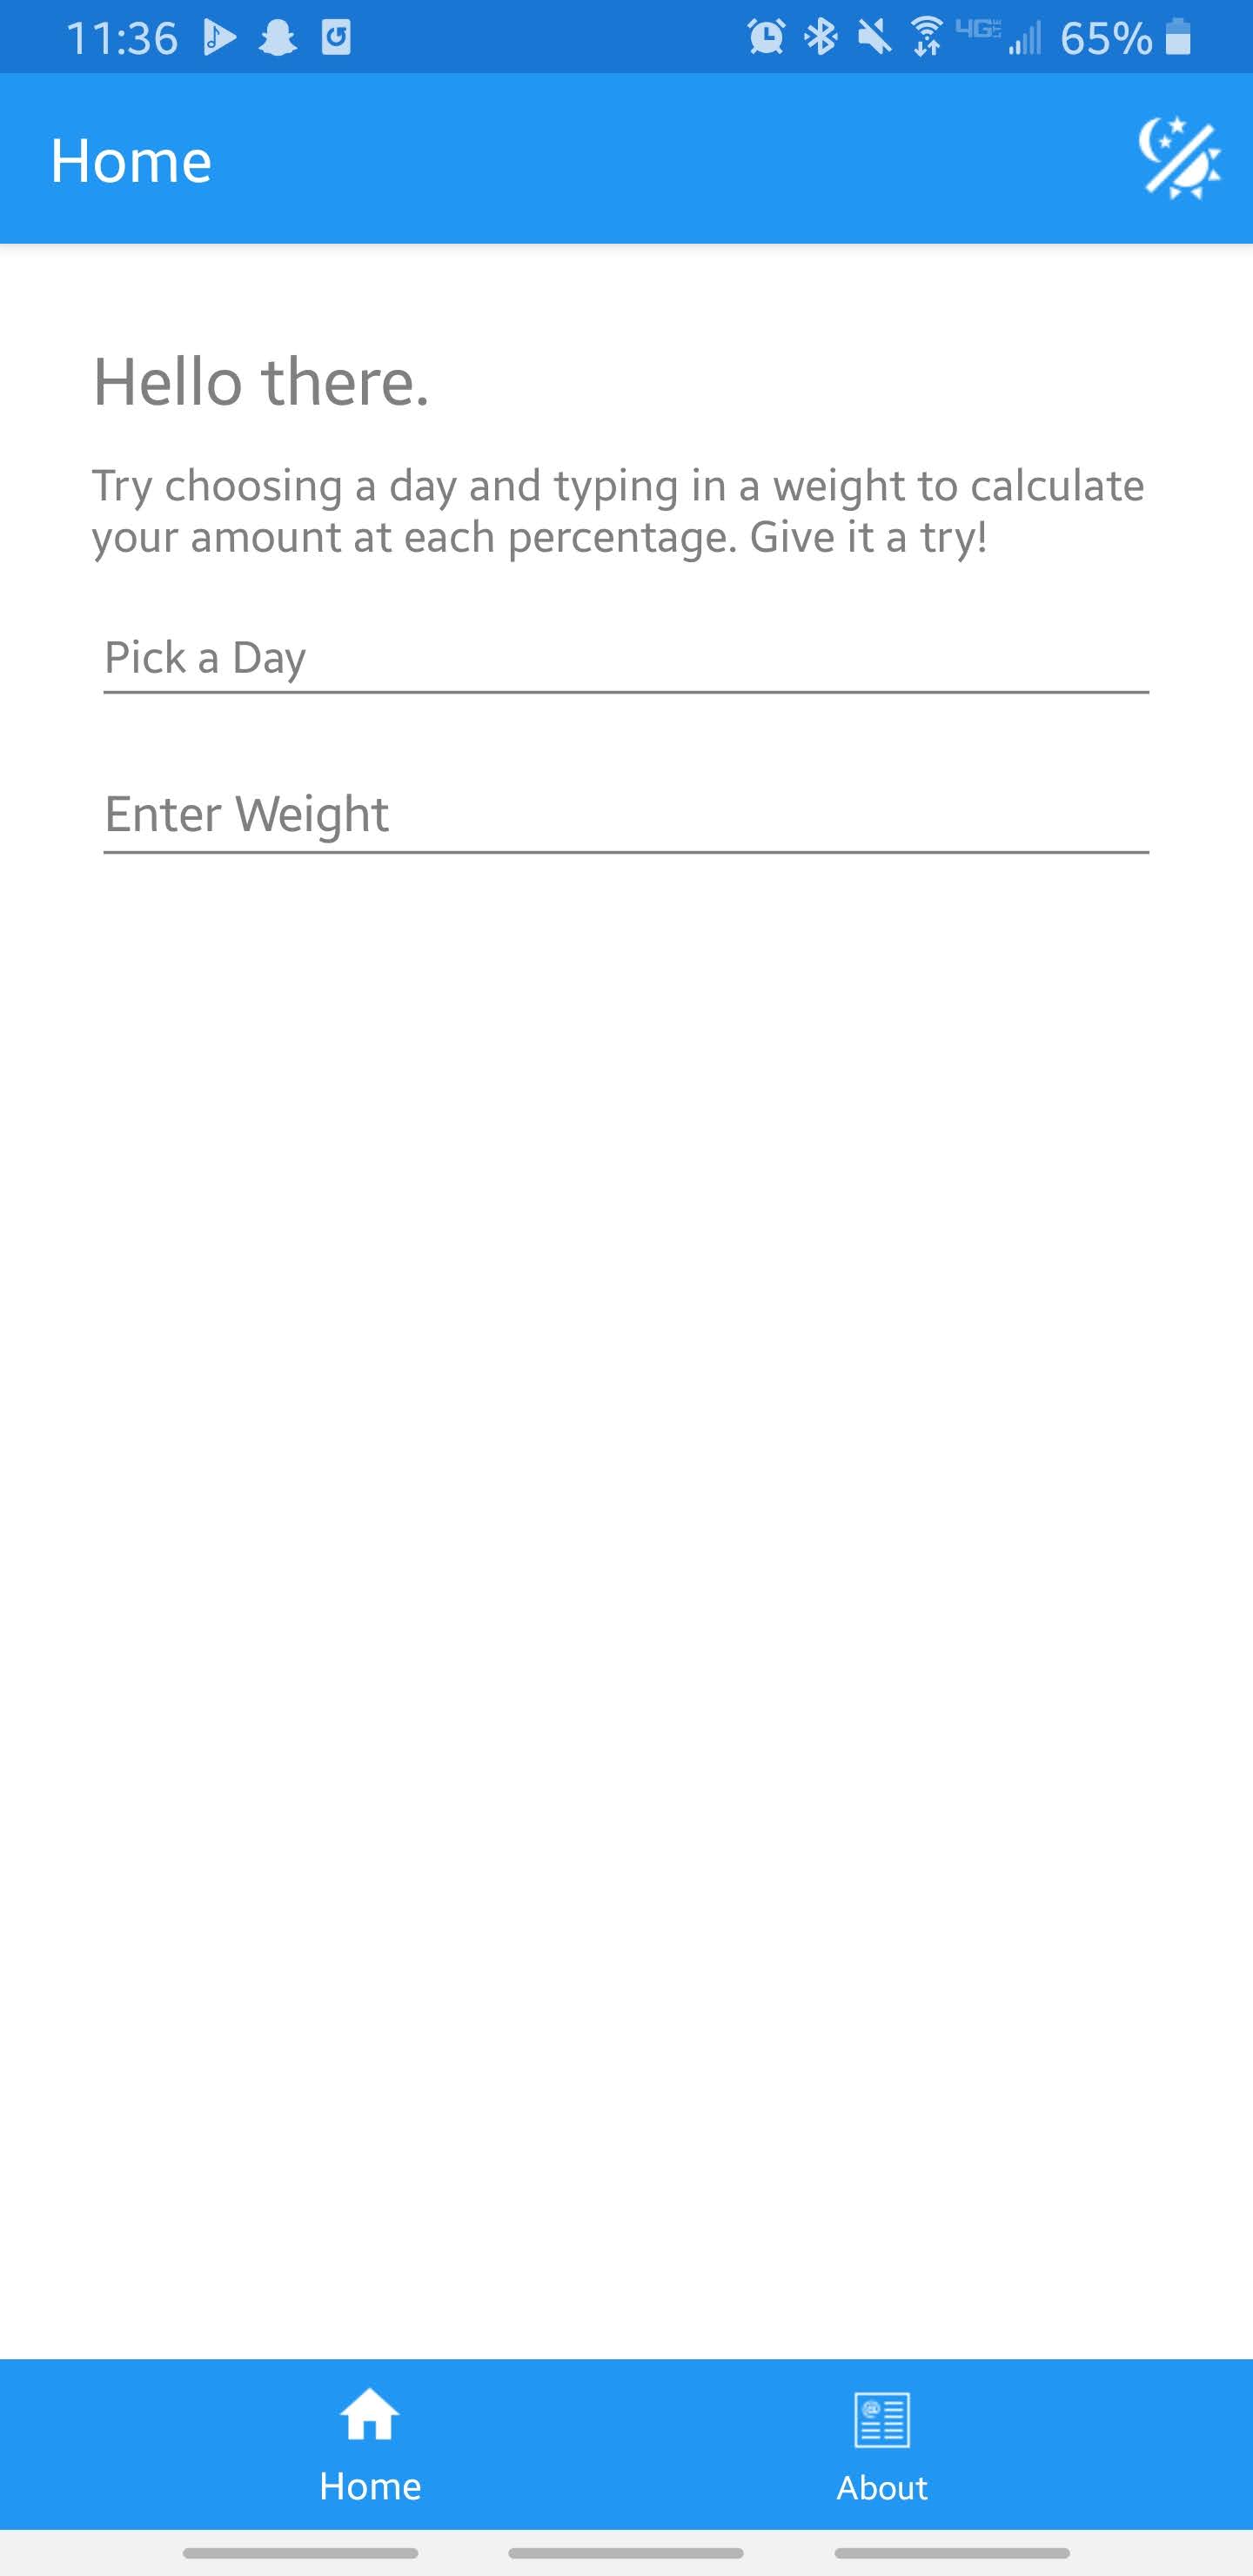 11:36 4G 65%
Home
Hello there.
Try choosing a day and typing in a weight to calculate
your amount at each percentage. Give it a try!
Pick a Day
Enter Weight
Home About